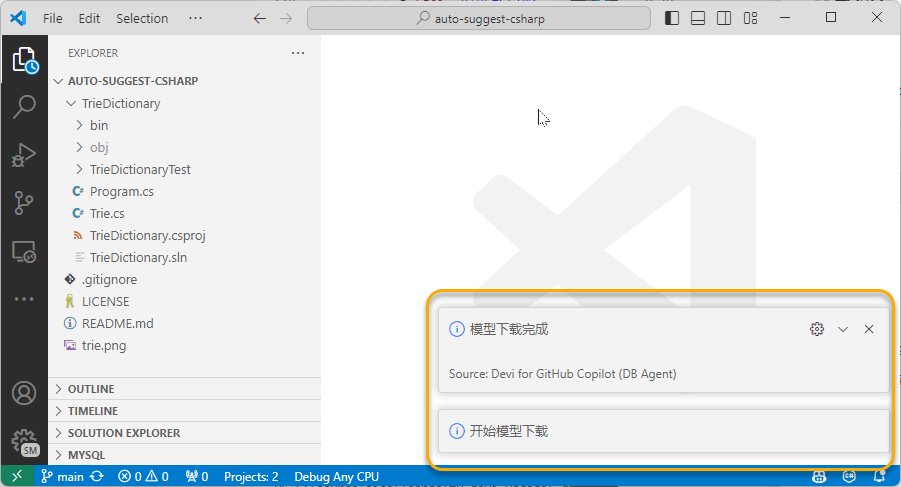 File Edit Selection ··· auto-suggest-csharp
EXPLORER ···
AUTO-SUGGEST-CSHARP
TrieDictionary
bin
obj
TrieDictionaryTest
C# Program.cs
C# Trie.cs
TrieDictionary.csproj
TrieDictionary.sln
.gitignore
LICENSE
README.md
trie.png
OUTLINE
TIMELINE
SOLUTION EXPLORER
MYSQL
SM
模型下载完成
Source: Devi for GitHub Copilot (DB Agent)
开始模型下载
main 0 0 0 Projects: 2 Debug Any CPU